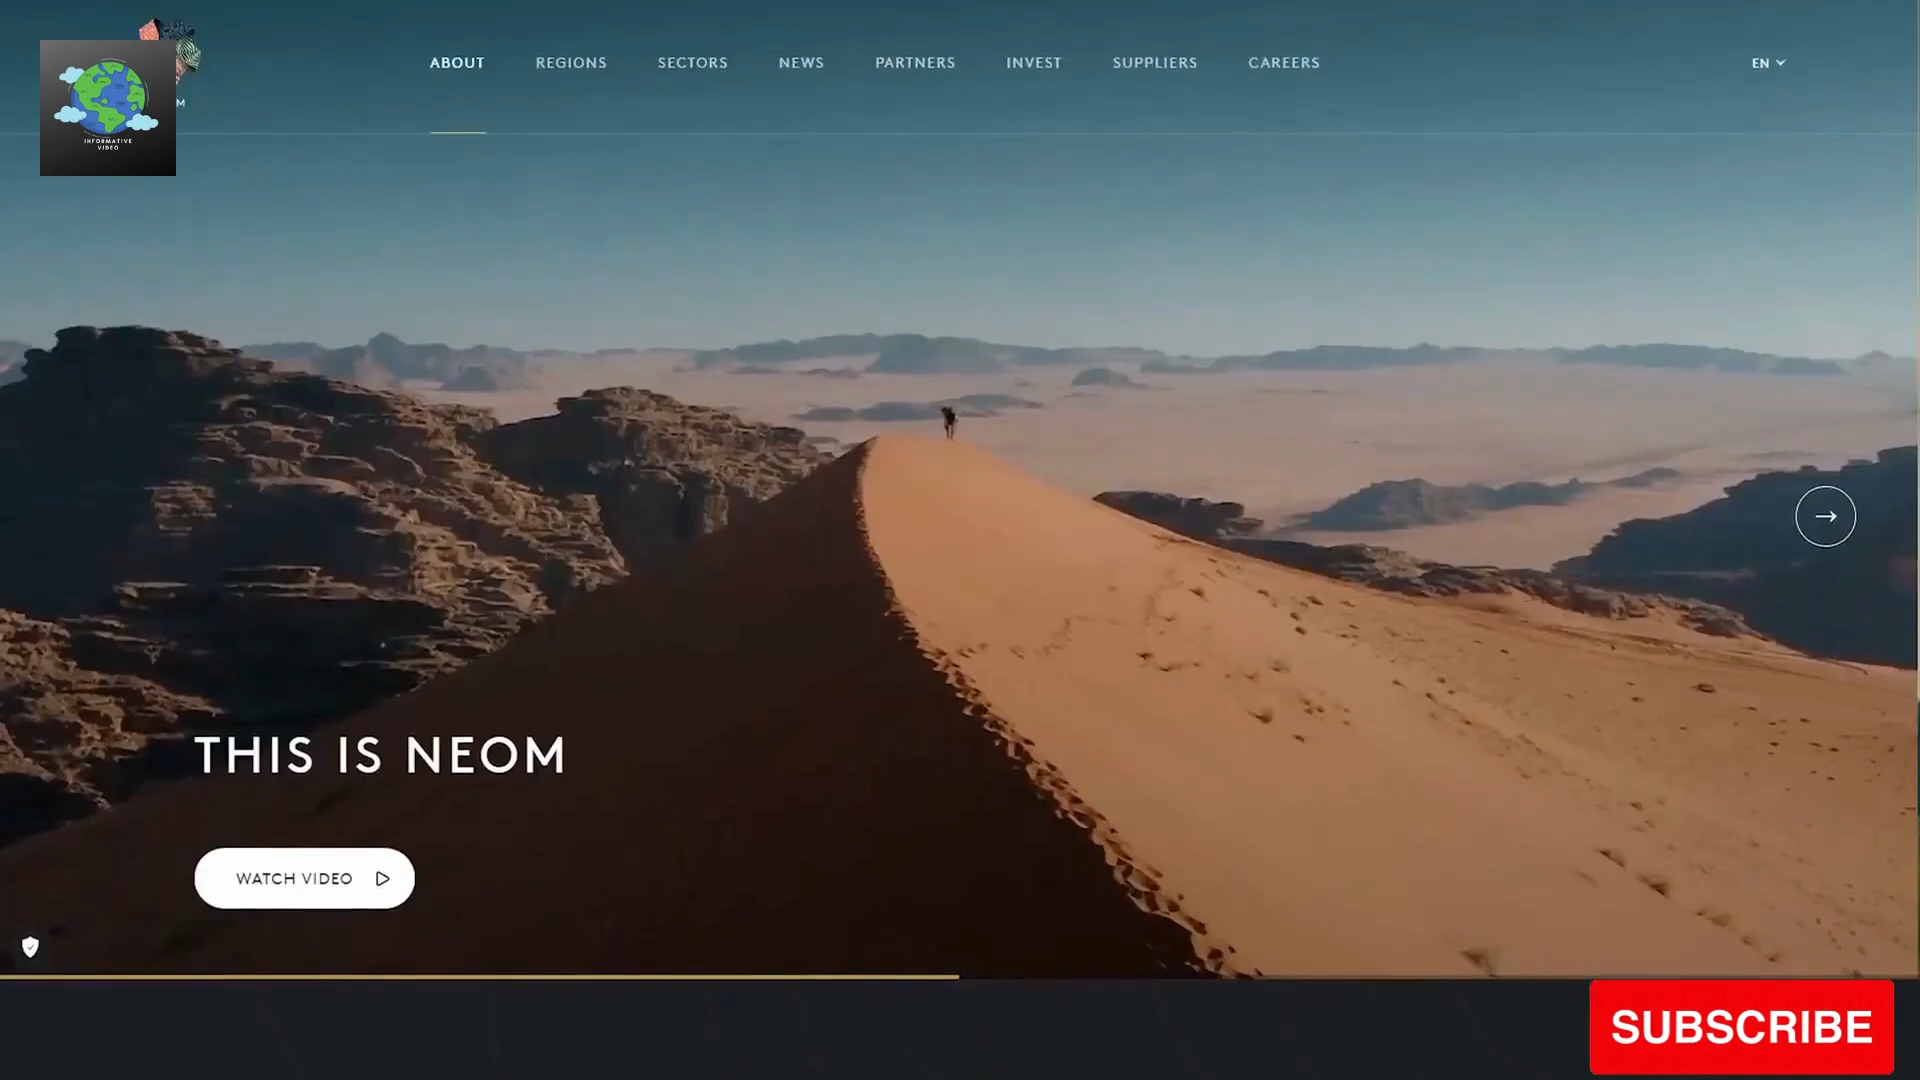 ABOUT REGIONS SECTORS NEWS PARTNERS INVEST SUPPLIERS CAREERS EN
M
INFORMATIVE
VIDEO
THIS IS NEOM
WATCH VIDEO
SUBSCRIBE